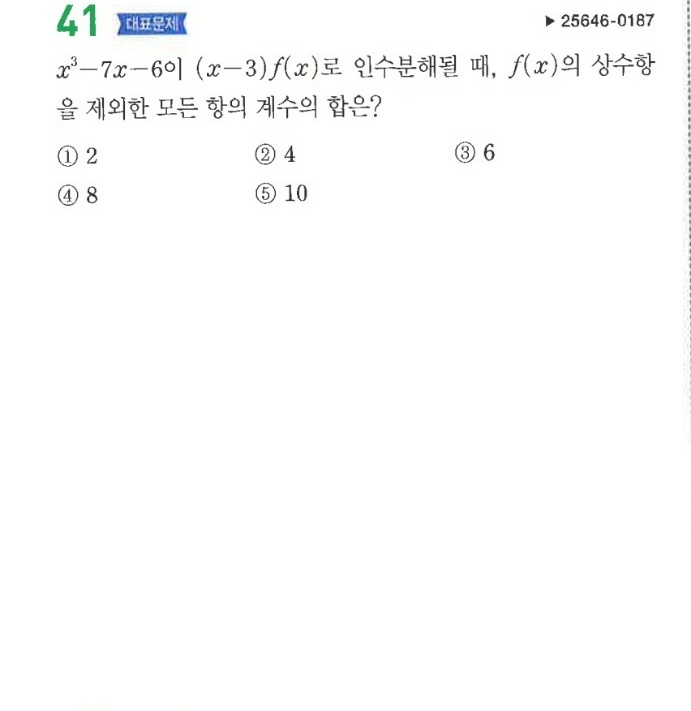 41 대표문제 ▶ 25646-0187
x³-7x-6이 (x-3)f(x)로 인수분해될 때, f(x)의 상수항
을 제외한 모든 항의 계수의 합은?
① 2 ② 4 ③ 6
④ 8 ⑤ 10